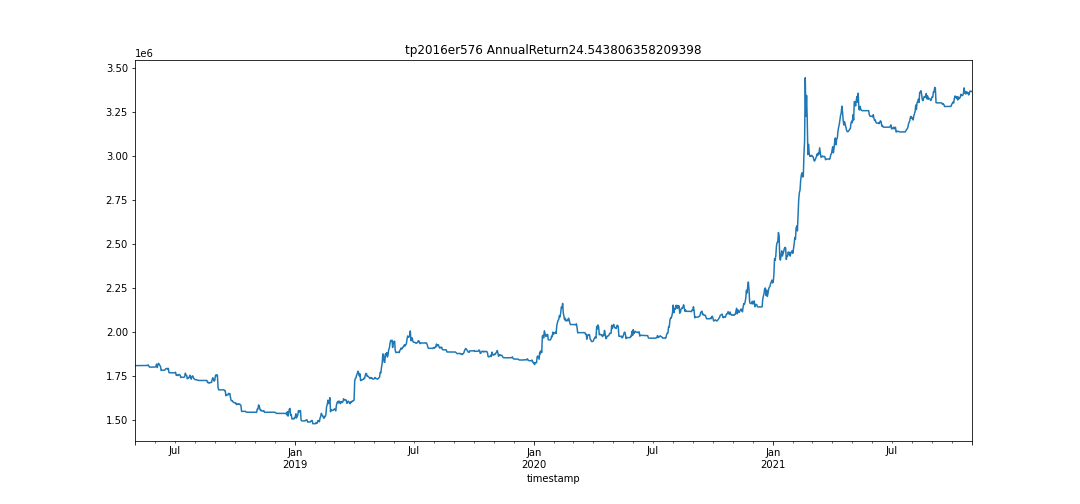 tp2016er576 AnnualReturn24.543806358209398
1e6
3.50
3.25
3.00
2.75
2.50
2.25
2.00
1.75
1.50
Jul
Jan
2019
Jul
Jan
2020
Jul
Jan
2021
Jul
timestamp